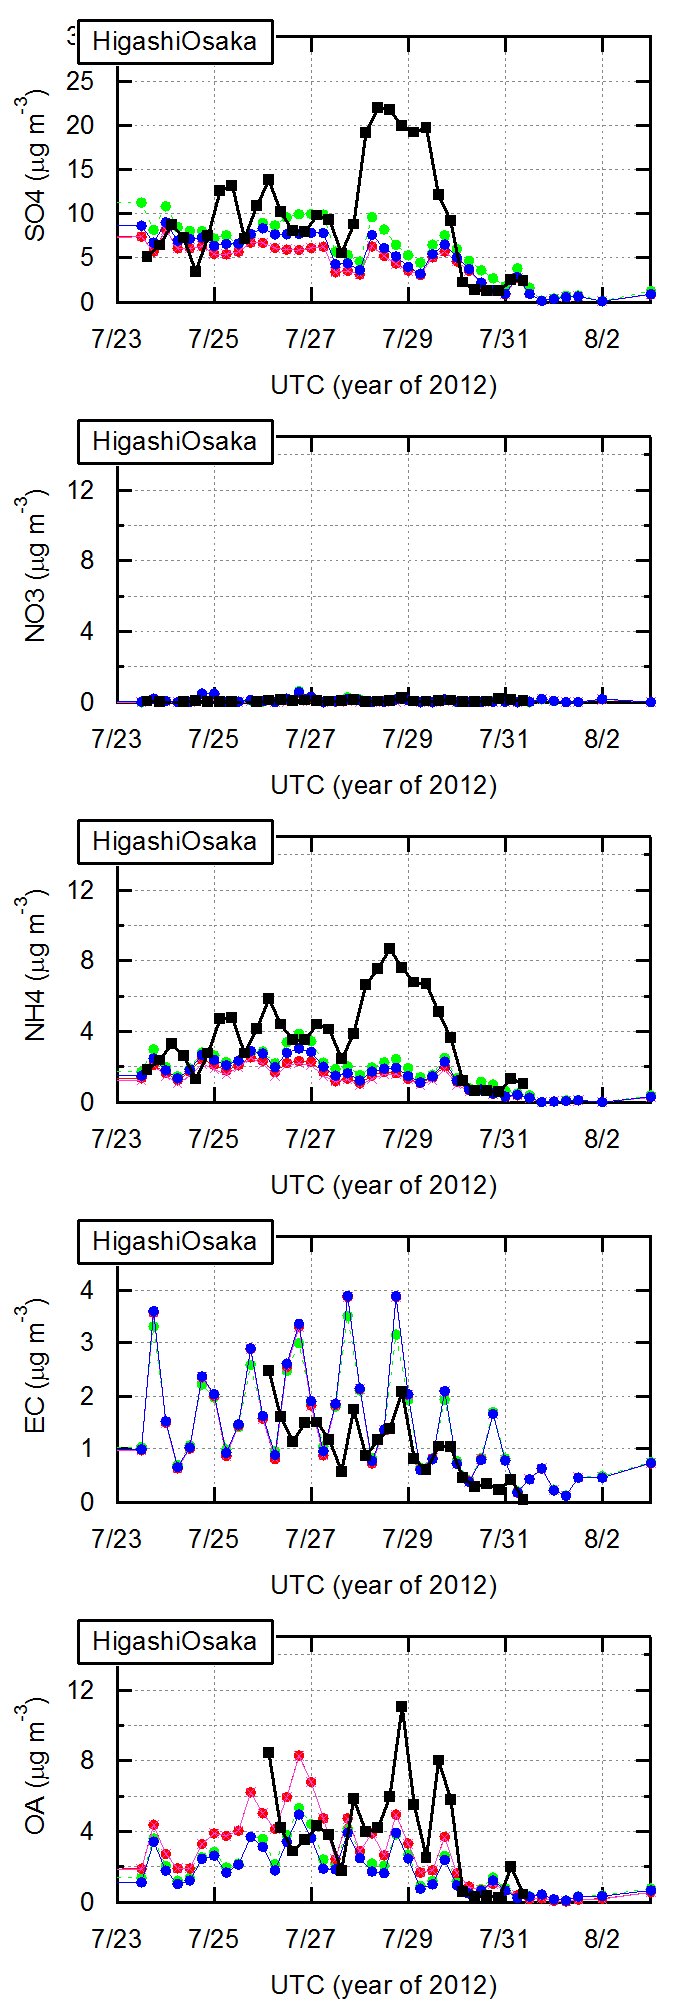 HigashiOsaka
SO4 (μg m-3)
3
25
20
15
10
5
0
7/23 7/25 7/27 7/29 7/31 8/2
UTC (year of 2012)
HigashiOsaka
NO3 (μg m-3)
12
8
4
0
7/23 7/25 7/27 7/29 7/31 8/2
UTC (year of 2012)
HigashiOsaka
NH4 (μg m-3)
12
8
4
0
7/23 7/25 7/27 7/29 7/31 8/2
UTC (year of 2012)
HigashiOsaka
EC (μg m-3)
4
3
2
1
0
7/23 7/25 7/27 7/29 7/31 8/2
UTC (year of 2012)
HigashiOsaka
OA (μg m-3)
12
8
4
0
7/23 7/25 7/27 7/29 7/31 8/2
UTC (year of 2012)